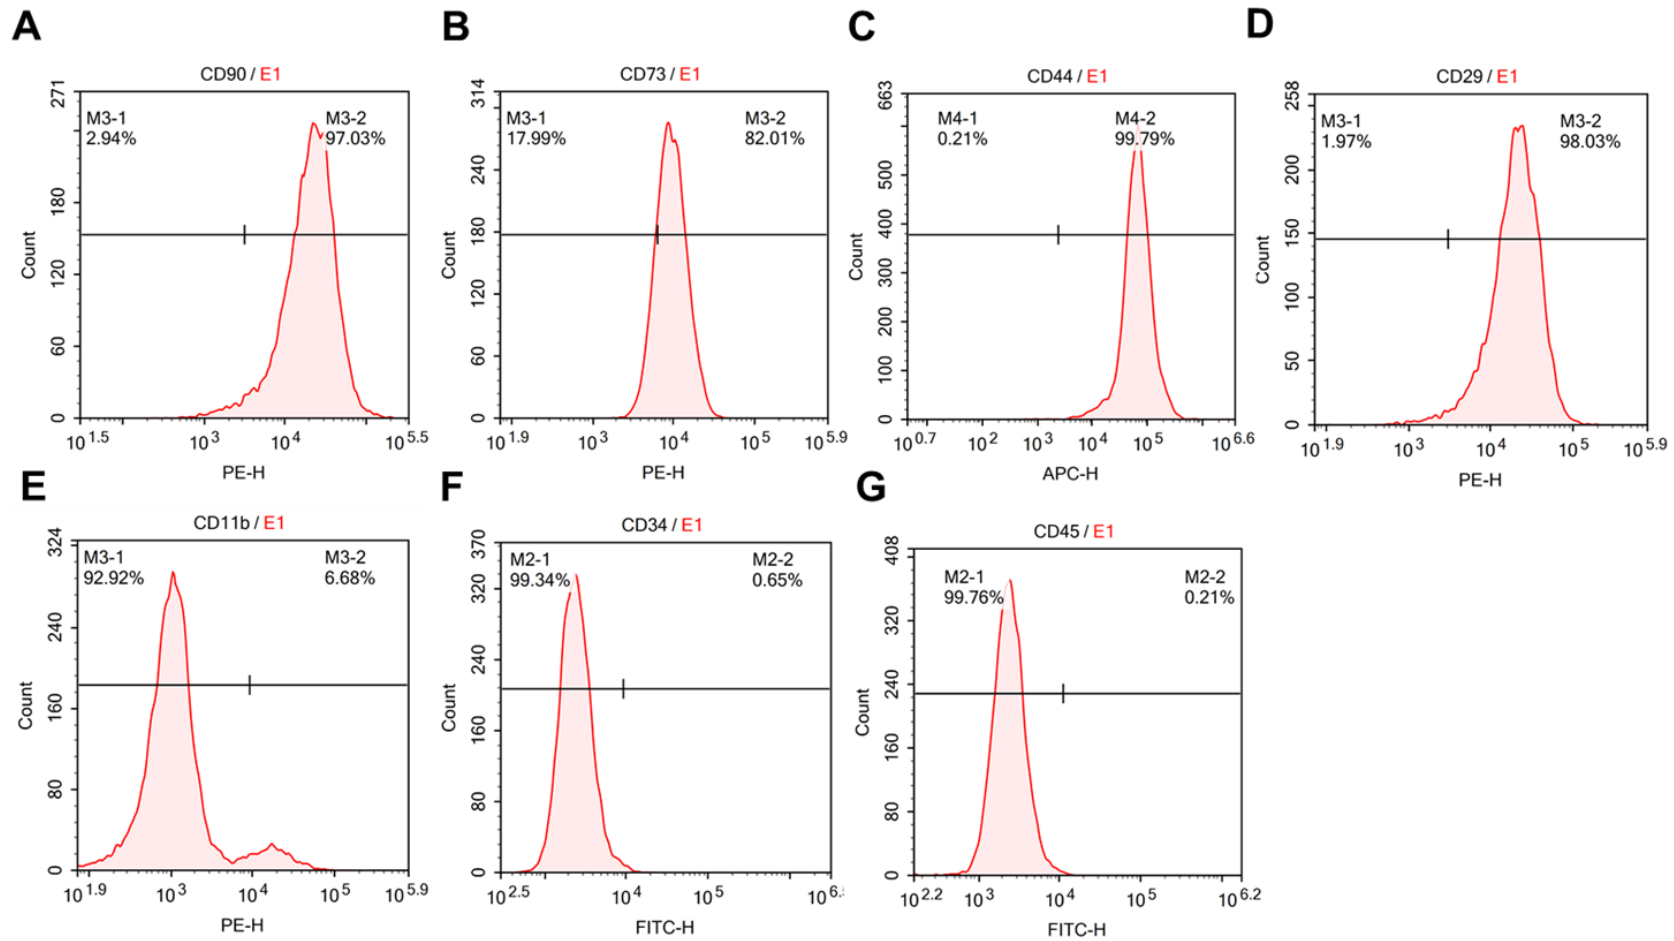 A
CD90 / E1
271
M3-1
2.94%
M3-2
97.03%
180
120
60
0
Count
10^1.5 10^3 10^4 10^5.5
PE-H
B
CD73 / E1
314
M3-1
17.99%
M3-2
82.01%
240
180
120
60
0
Count
10^1.9 10^3 10^4 10^5 10^5.9
PE-H
C
CD44 / E1
663
M4-1
0.21%
M4-2
99.79%
500
400
300
200
100
0
Count
10^0.7 10^2 10^3 10^4 10^5 10^6.6
APC-H
D
CD29 / E1
258
M3-1
1.97%
M3-2
98.03%
200
150
100
50
0
Count
10^1.9 10^3 10^4 10^5 10^5.9
PE-H
E
CD11b / E1
324
M3-1
92.92%
M3-2
6.68%
240
160
80
0
Count
10^1.9 10^3 10^4 10^5 10^5.9
PE-H
F
CD34 / E1
370
M2-1
99.34%
M2-2
0.65%
320
240
160
80
0
Count
10^2.5 10^4 10^5
FITC-H
G
CD45 / E1
408
M2-1
99.76%
M2-2
0.21%
320
240
160
80
0
Count
10^2.2 10^3 10^4 10^5 10^6.2
FITC-H